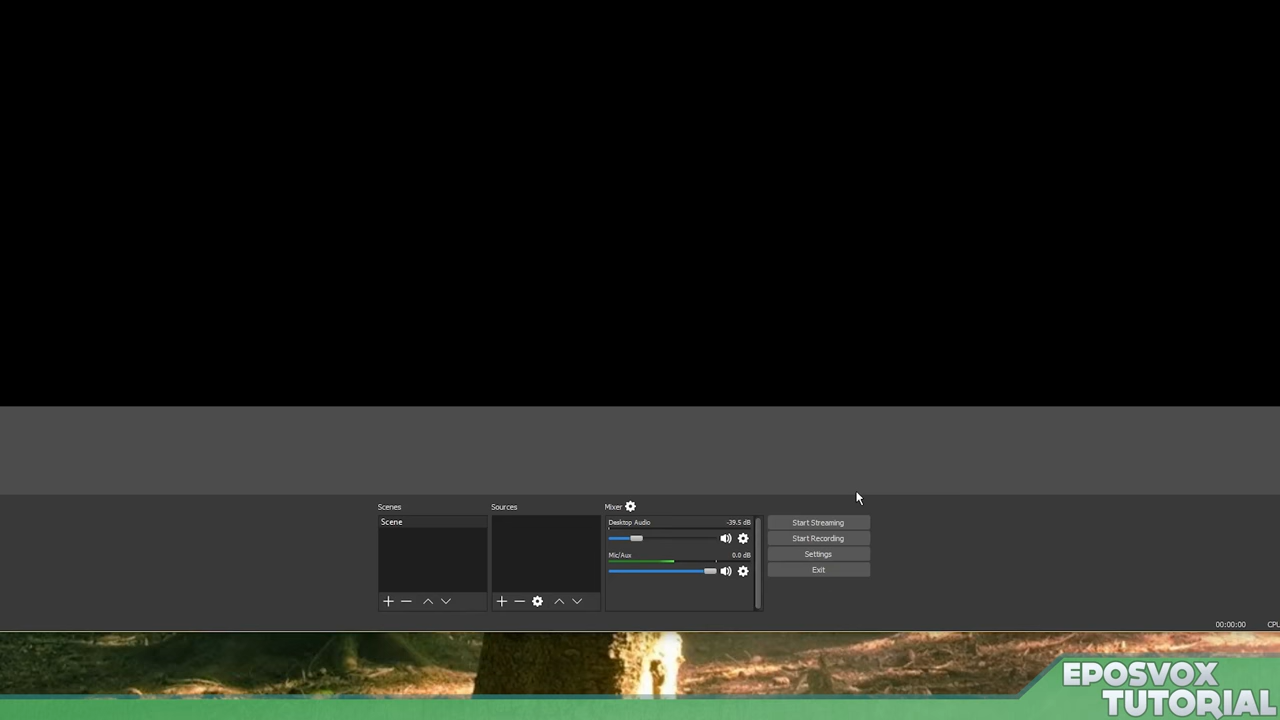 Scenes
Sources
Mixer
Scene
Desktop Audio
-39.5 dB
Mic/Aux
0.0 dB
Start Streaming
Start Recording
Settings
Exit
00:00:00
CPU
EPOSVOX
TUTORIAL